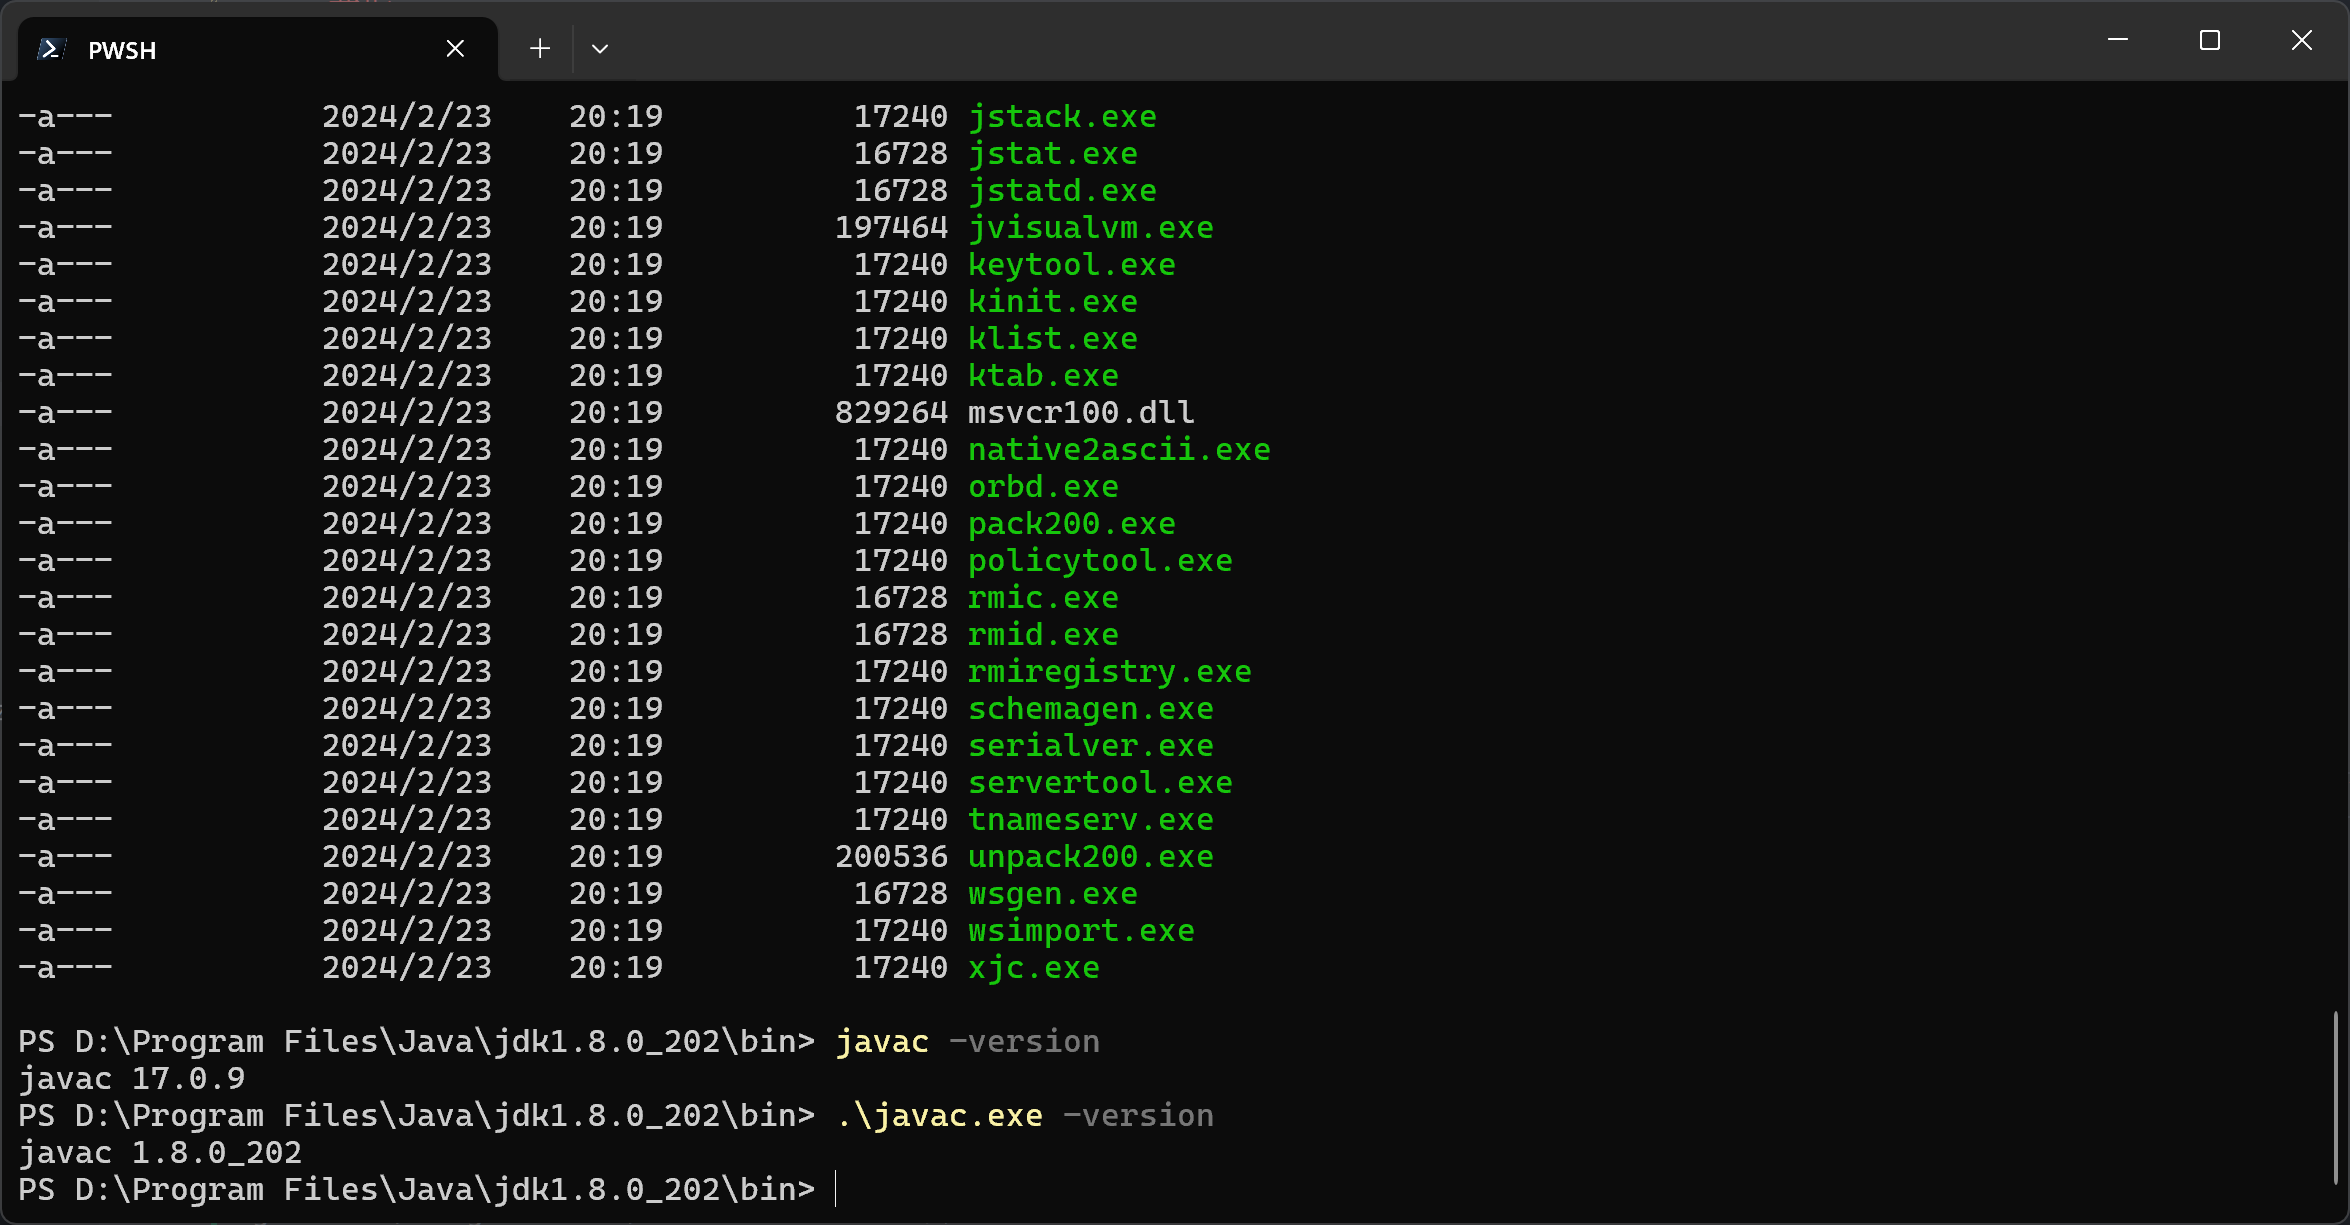 PWSH
-a--- 2024/2/23 20:19 17240 jstack.exe
-a--- 2024/2/23 20:19 16728 jstat.exe
-a--- 2024/2/23 20:19 16728 jstatd.exe
-a--- 2024/2/23 20:19 197464 jvisualvm.exe
-a--- 2024/2/23 20:19 17240 keytool.exe
-a--- 2024/2/23 20:19 17240 kinit.exe
-a--- 2024/2/23 20:19 17240 klist.exe
-a--- 2024/2/23 20:19 17240 ktab.exe
-a--- 2024/2/23 20:19 829264 msvcr100.dll
-a--- 2024/2/23 20:19 17240 native2ascii.exe
-a--- 2024/2/23 20:19 17240 orbd.exe
-a--- 2024/2/23 20:19 17240 pack200.exe
-a--- 2024/2/23 20:19 17240 policytool.exe
-a--- 2024/2/23 20:19 16728 rmic.exe
-a--- 2024/2/23 20:19 16728 rmid.exe
-a--- 2024/2/23 20:19 17240 rmiregistry.exe
-a--- 2024/2/23 20:19 17240 schemagen.exe
-a--- 2024/2/23 20:19 17240 serialver.exe
-a--- 2024/2/23 20:19 17240 servertool.exe
-a--- 2024/2/23 20:19 17240 tnameserv.exe
-a--- 2024/2/23 20:19 200536 unpack200.exe
-a--- 2024/2/23 20:19 16728 wsgen.exe
-a--- 2024/2/23 20:19 17240 wsimport.exe
-a--- 2024/2/23 20:19 17240 xjc.exe
PS D:\Program Files\Java\jdk1.8.0_202\bin> javac -version
javac 17.0.9
PS D:\Program Files\Java\jdk1.8.0_202\bin> .\javac.exe -version
javac 1.8.0_202
PS D:\Program Files\Java\jdk1.8.0_202\bin>